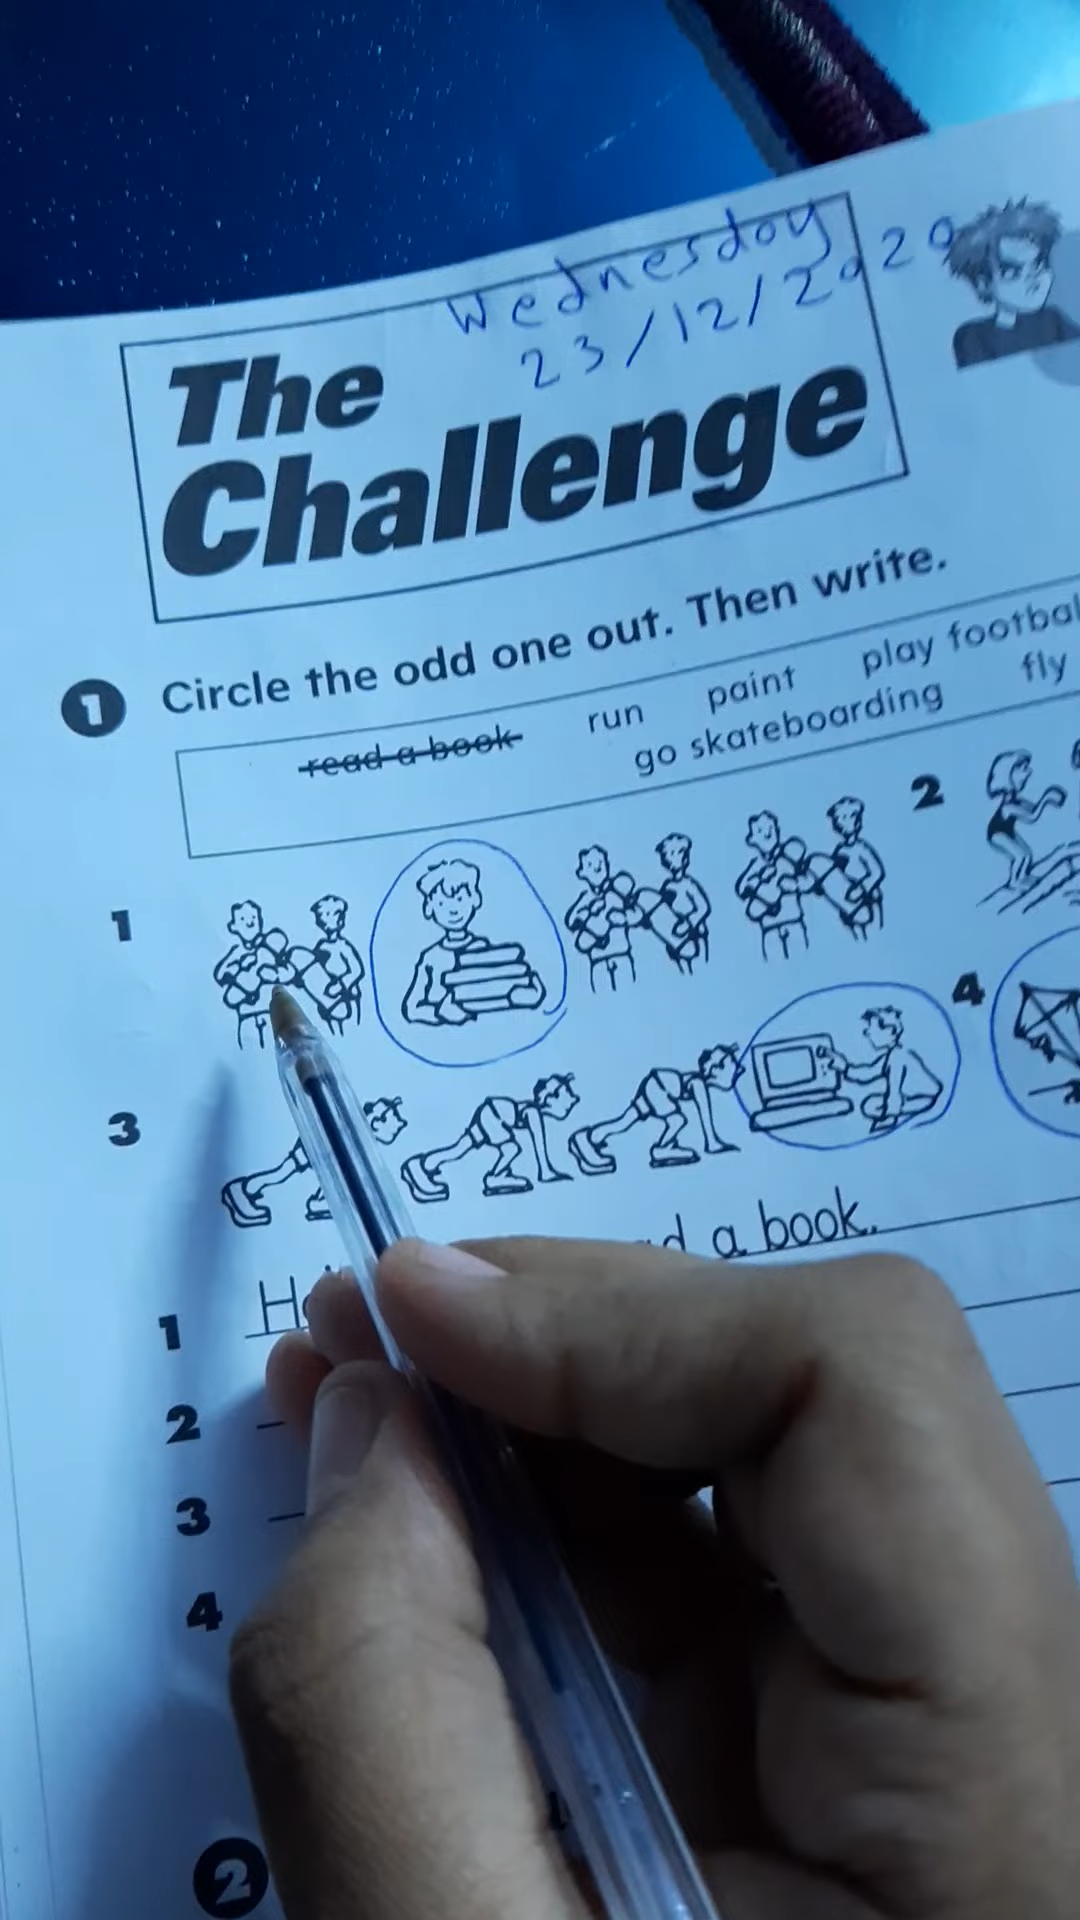 Wednesday
23/12/2020
The
Challenge
1 Circle the odd one out. Then write.
read a book run paint play footbal
go skateboarding fly
1
2
3
4
1 a book.
2
3
4
2